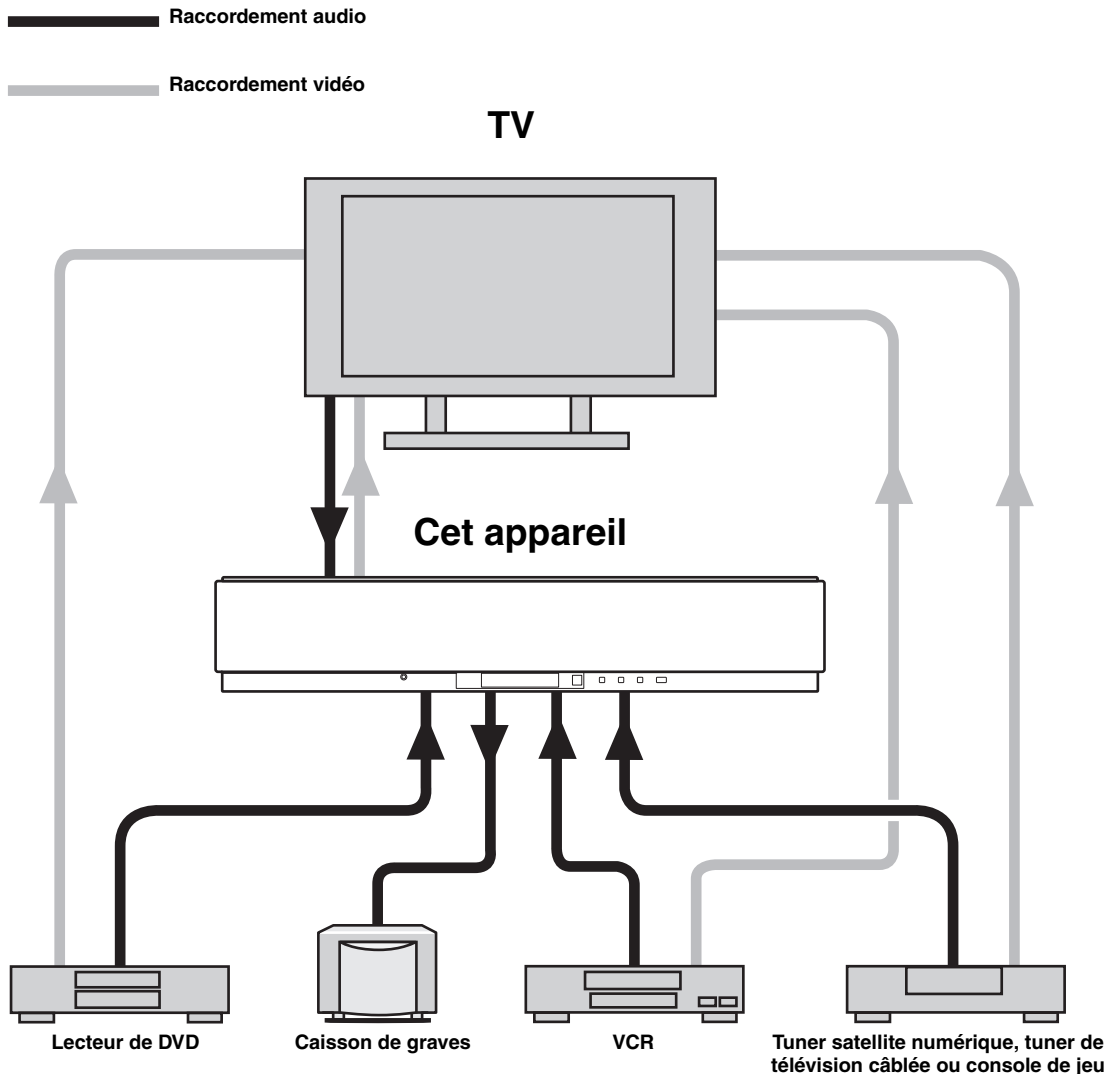 Raccordement audio
Raccordement vidéo
TV
Cet appareil
Lecteur de DVD
Caisson de graves
VCR
Tuner satellite numérique, tuner de
télévision câblée ou console de jeu